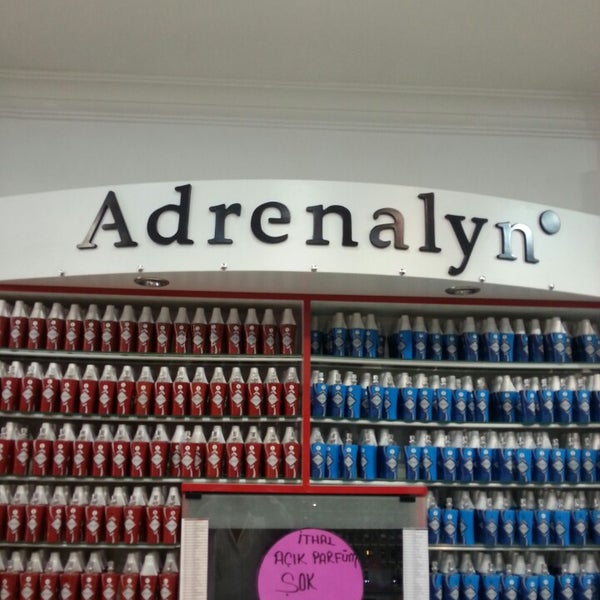 Adrenalyn
İTHAL
AÇIK PARFÜM
ŞOK